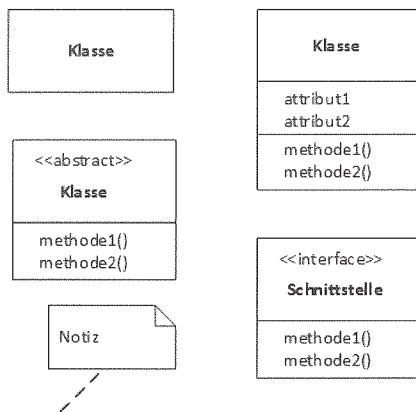 Klasse
Klasse
attribut1
attribut2
methode1()
methode2()
<<abstract>>
Klasse
methode1()
methode2()
<<interface>>
Schnittstelle
methode1()
methode2()
Notiz